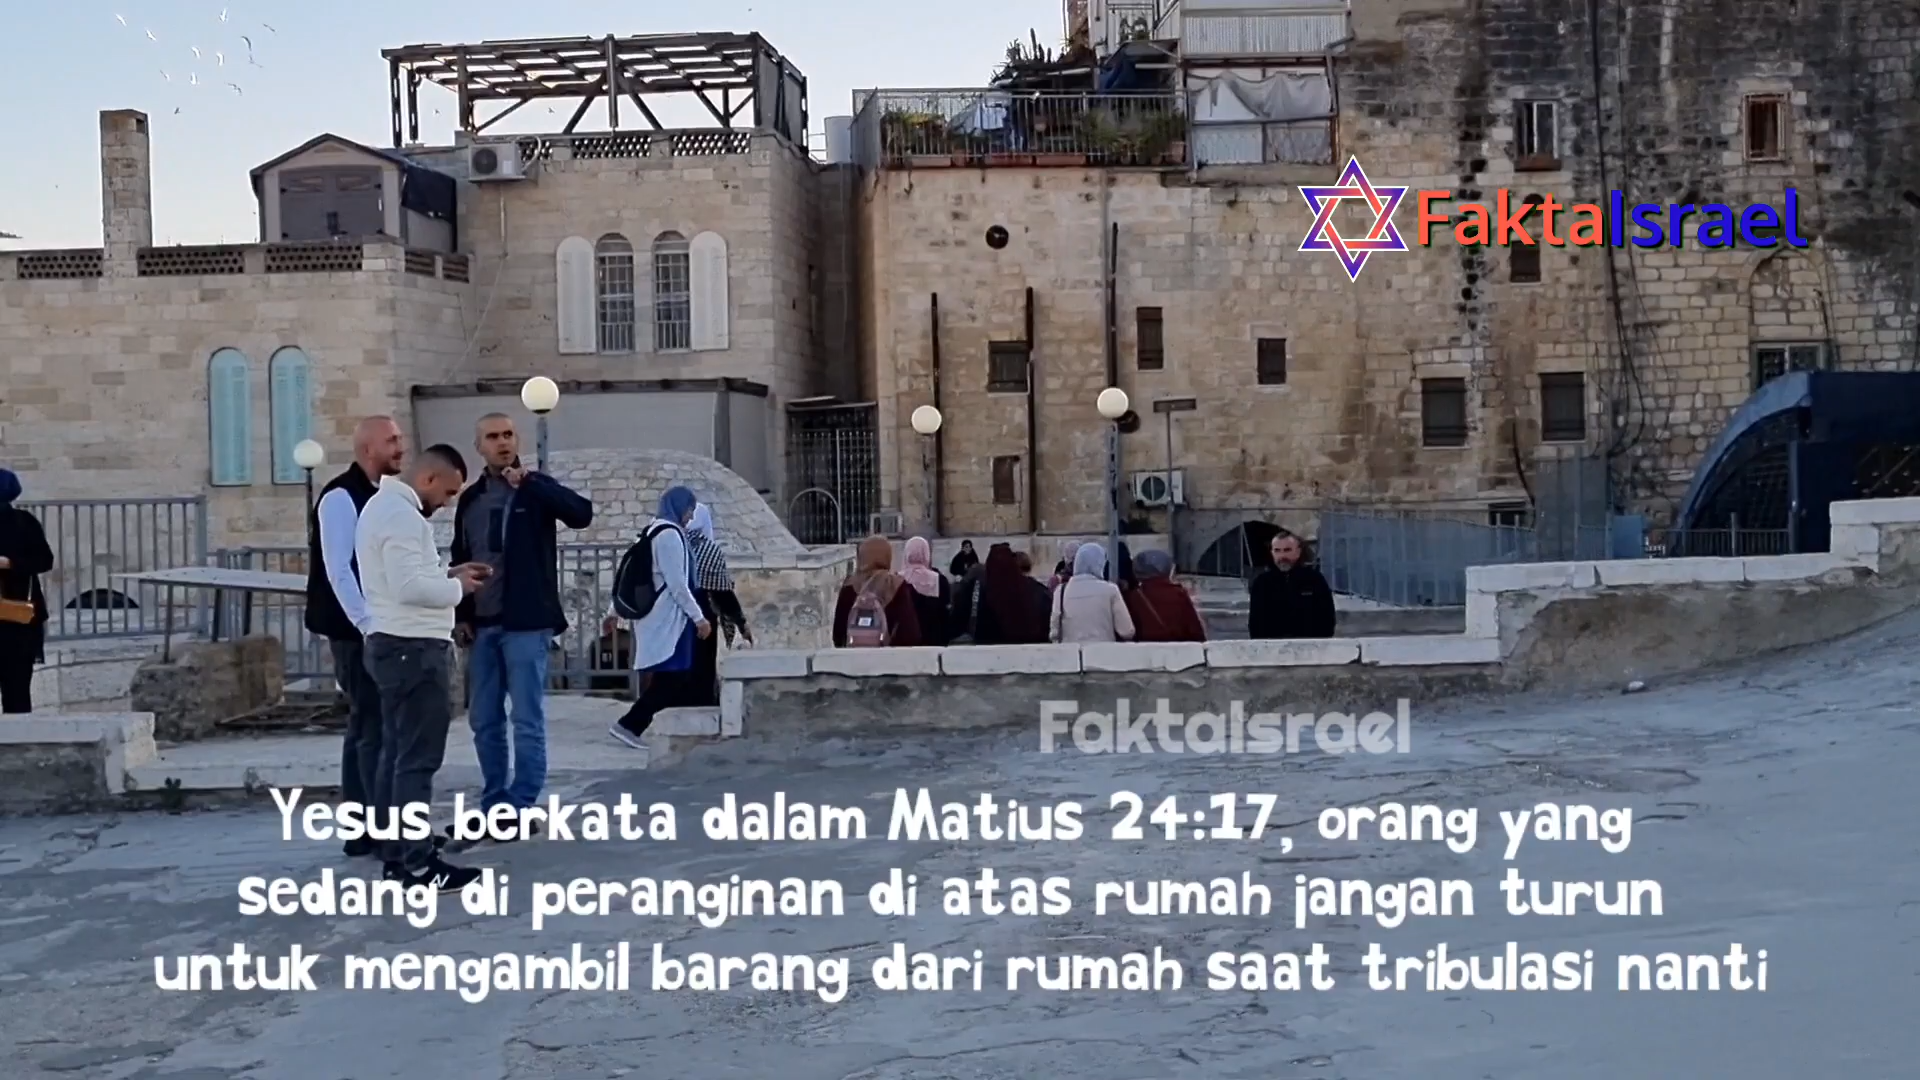 FaktaIsrael
FaktaIsrael
Yesus berkata dalam Matius 24:17, orang yang
sedang di peranginan di atas rumah jangan turun
untuk mengambil barang dari rumah saat tribulasi nanti